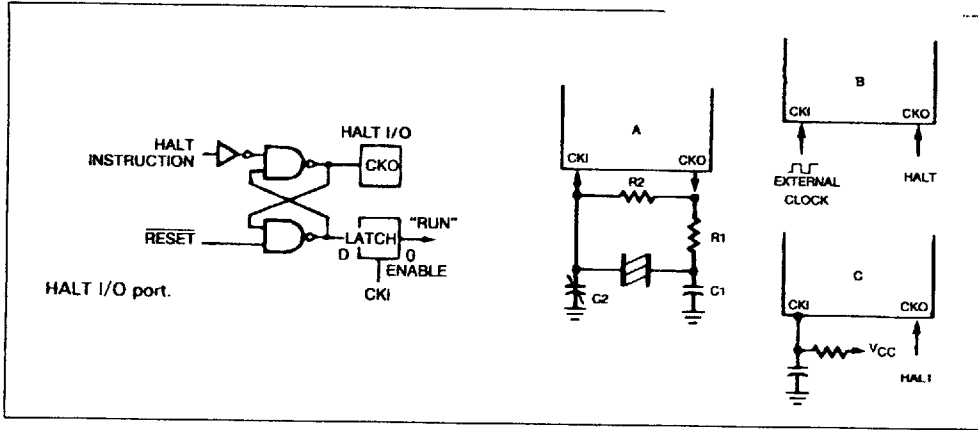 HALT INSTRUCTION
HALT I/O
CKO
RESET
LATCH
"RUN"
D
0
ENABLE
CKI
HALT I/O port.
A
CKI
CKO
R2
R1
C2
C1
B
CKI
CKO
EXTERNAL CLOCK
HALT
C
CKI
CKO
VCC
HALT